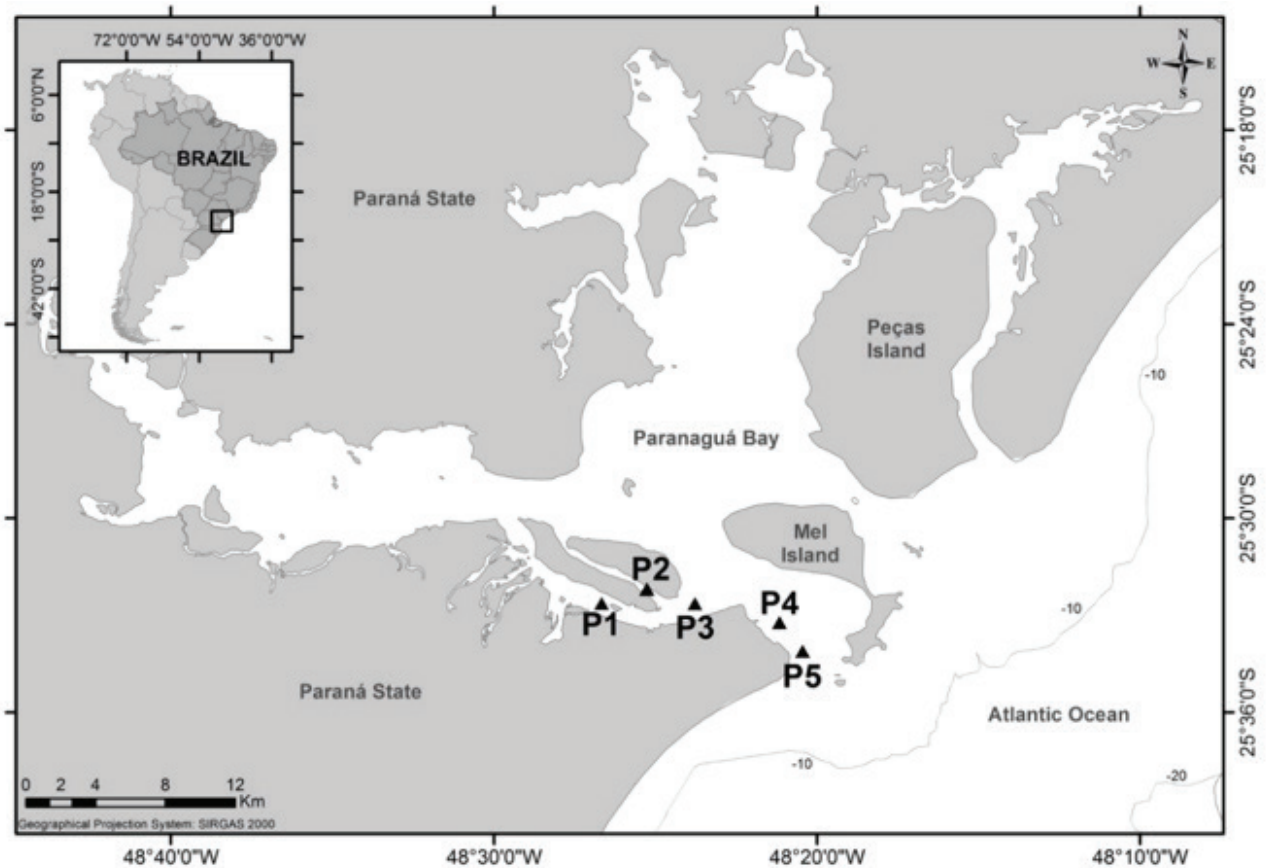 72°0'0"W 54°0'0"W 36°0'0"W
6°0'0"N
18°0'0"S
42°0'0"S
BRAZIL
N
W E
S
25°18'0"S
25°24'0"S
25°30'0"S
25°36'0"S
Paraná State
Peças
Island
-10
Paranaguá Bay
Mel
Island
P2
P1
P3
P4
P5
-10
Paraná State
Atlantic Ocean
-10
-20
0 2 4 8 12
Km
Geographical Projection System: SIRGAS 2000
48°40'0"W 48°30'0"W 48°20'0"W 48°10'0"W